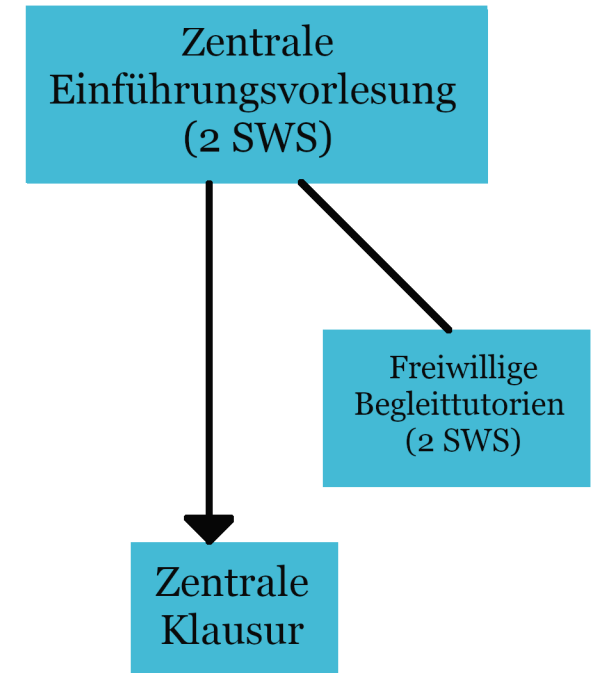 Zentrale
Einführungsvorlesung
(2 SWS)
Freiwillige
Begleittutorien
(2 SWS)
Zentrale
Klausur